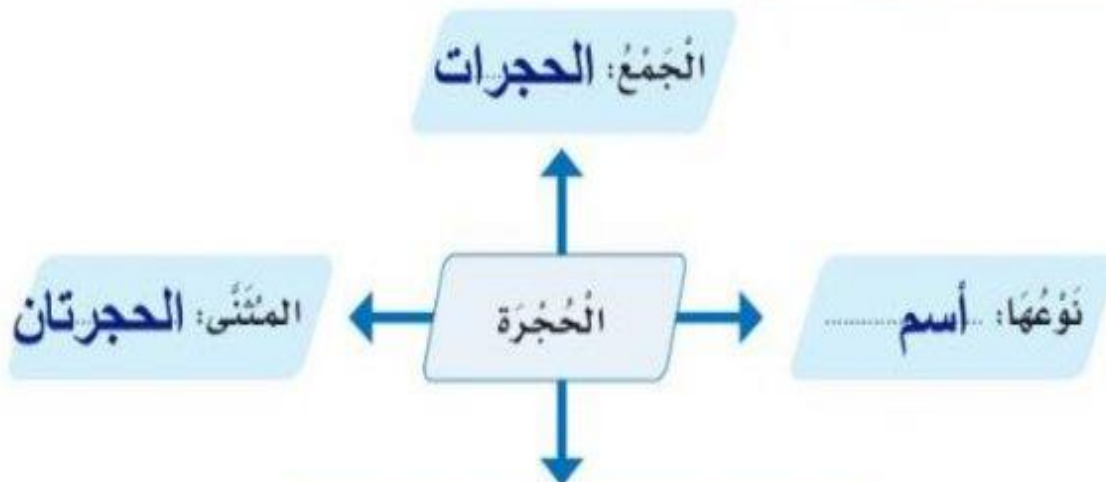 الْجَمْعُ: الحجرات
نَوْعُهَا: أسم
الْحُجْرَة
المُثَنَّى: الحجرتان